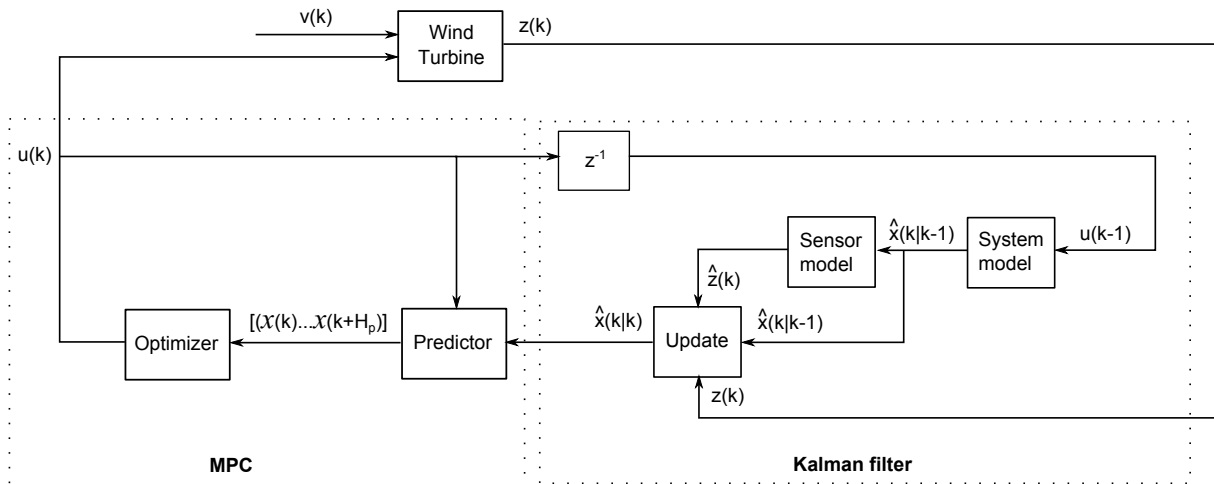 v(k)
Wind
Turbine
z(k)
u(k)
z⁻¹
Sensor
model
x̂(k|k-1)
System
model
u(k-1)
ẑ(k)
[(𝑥(k)...𝑥(k+Hₚ)]
x̂(k|k)
x̂(k|k-1)
Optimizer
Predictor
Update
z(k)
MPC
Kalman filter